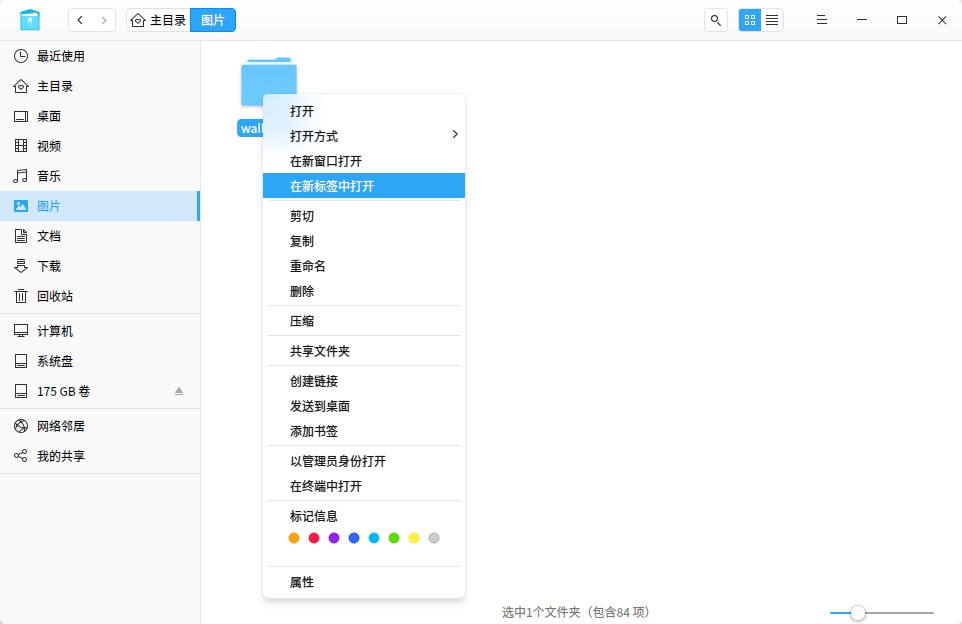 主目录
图片
最近使用
主目录
桌面
视频
音乐
图片
文档
下载
回收站
计算机
系统盘
175 GB 卷
网络邻居
我的共享
打开
打开方式
在新窗口打开
在新标签中打开
剪切
复制
重命名
删除
压缩
共享文件夹
创建链接
发送到桌面
添加书签
以管理员身份打开
在终端中打开
标记信息
属性
选中1个文件夹（包含84 项）